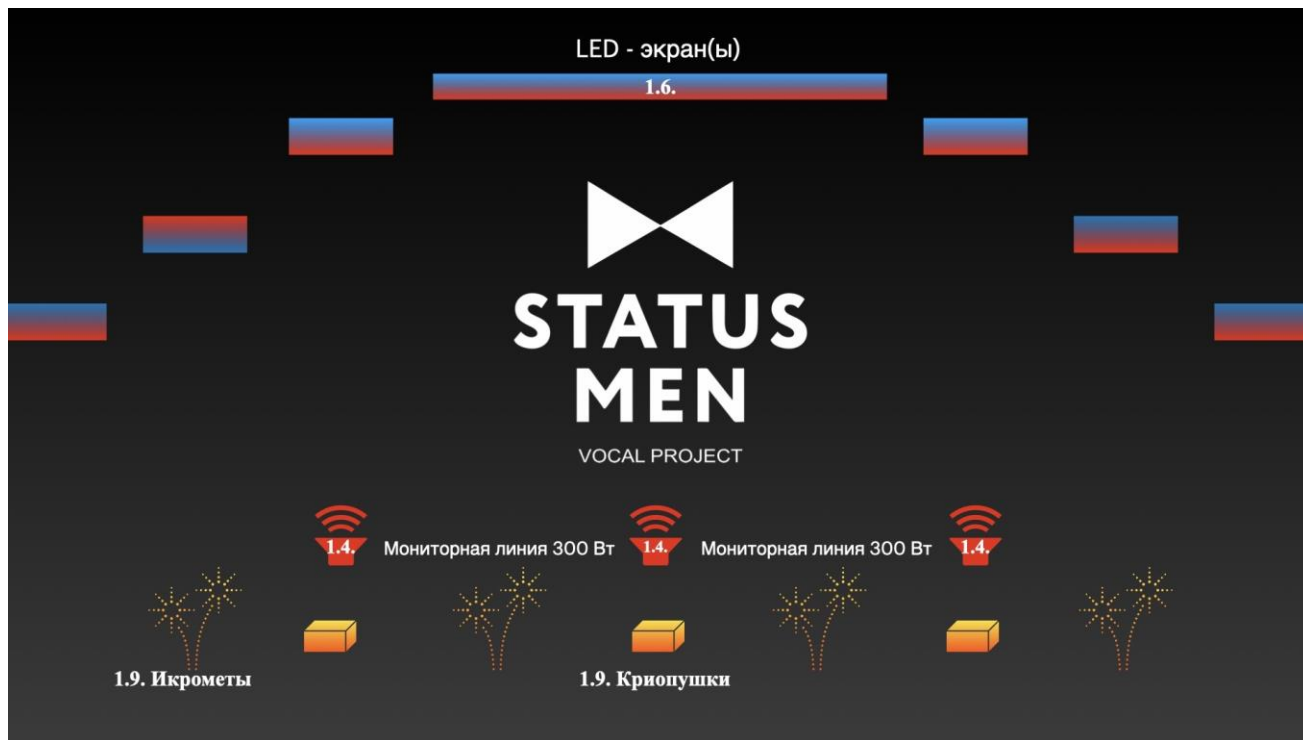 LED - экран(ы)
1.6.
STATUS
MEN
VOCAL PROJECT
1.4. Мониторная линия 300 Вт 1.4. Мониторная линия 300 Вт 1.4.
1.9. Икрометы 1.9. Криопушки